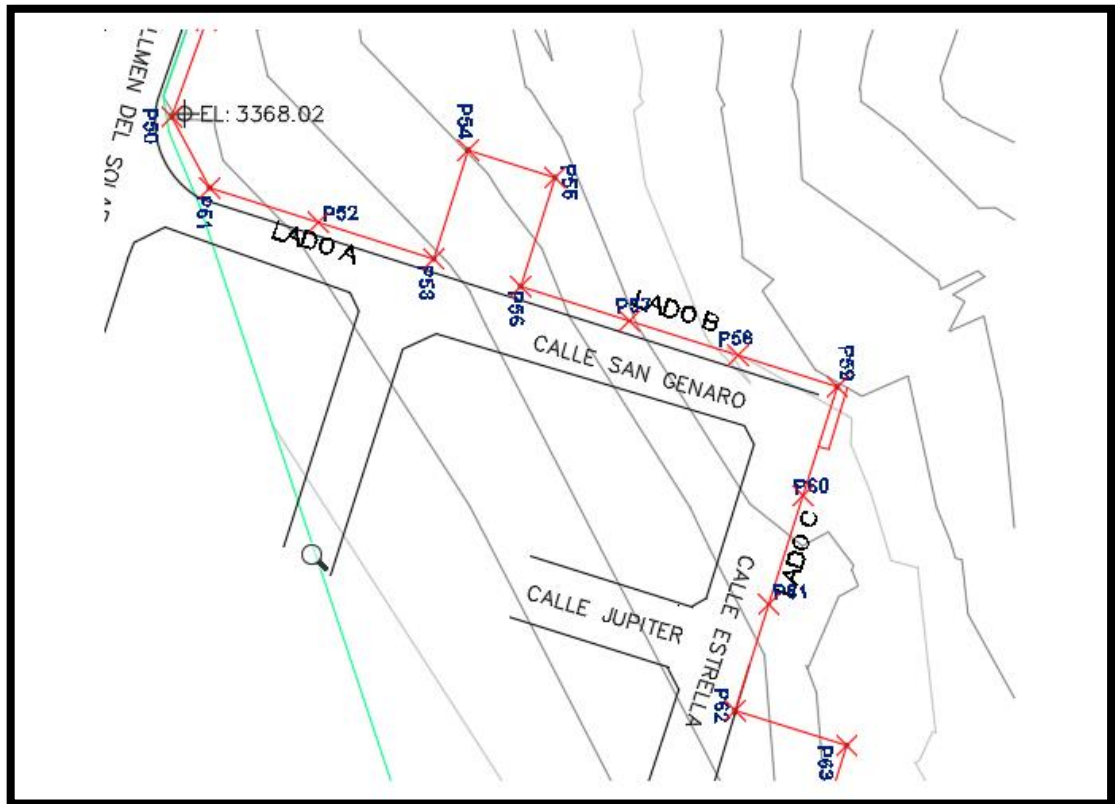 LLMEN DEL SOLAR
P50
EL: 3368.02
P54
P55
P51
P52
LADO A
P53
P56
P57
LADO B
P58
P59
CALLE SAN GENARO
P60
LADO C
P61
CALLE JUPITER
CALLE ESTRELLA
P62
P63